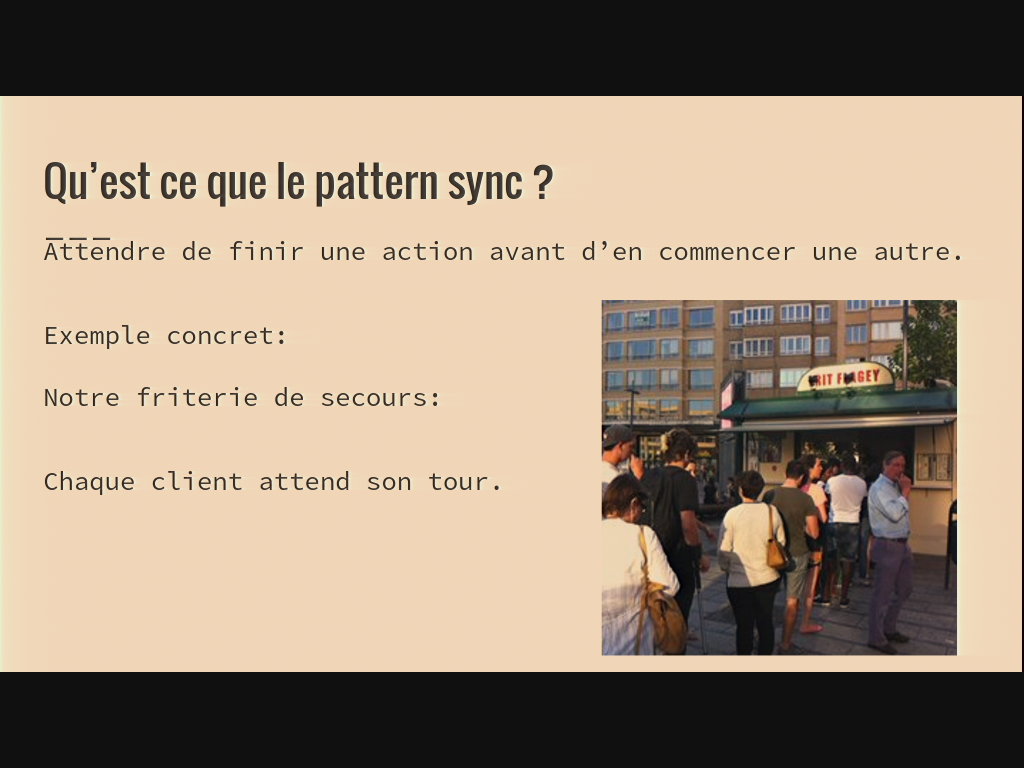 Qu’est ce que le pattern sync ?
Attendre de finir une action avant d’en commencer une autre.
Exemple concret:
Notre friterie de secours:
Chaque client attend son tour.
FRIT FLAGEY